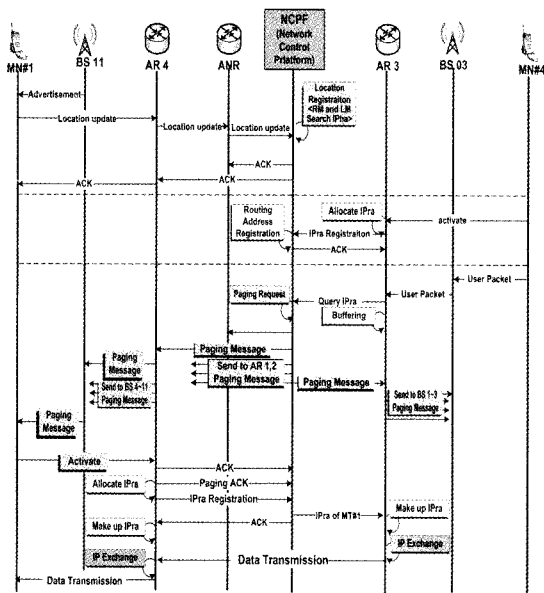 NCPF
(Network
Control
Prlatform)
MN#1
BS 11
AR 4
ANR
AR 3
BS 03
MN#4
Advertisement
Location
Registraiton
<RM and LM
Search IPha>
Location update
Location update
Location update
ACK
ACK
ACK
Routing
Address
Registration
Allocate IPra
activate
IPra Registraiton
ACK
User Packet
User Packet
Paging Request
Query IPra
Buffering
Paging Message
Paging
Message
Send to AR 1,2
Paging Message
Paging Message
Send to BS 4~11
Paging Message
Send to BS 1~3
Paging Message
Paging
Message
Activate
ACK
Allocate IPra
Paging ACK
IPra Registration
Make up IPra
IPra of MT#1
ACK
Make up IPra
IP Exchange
Data Transmission
IP Exchange
Data Transmission